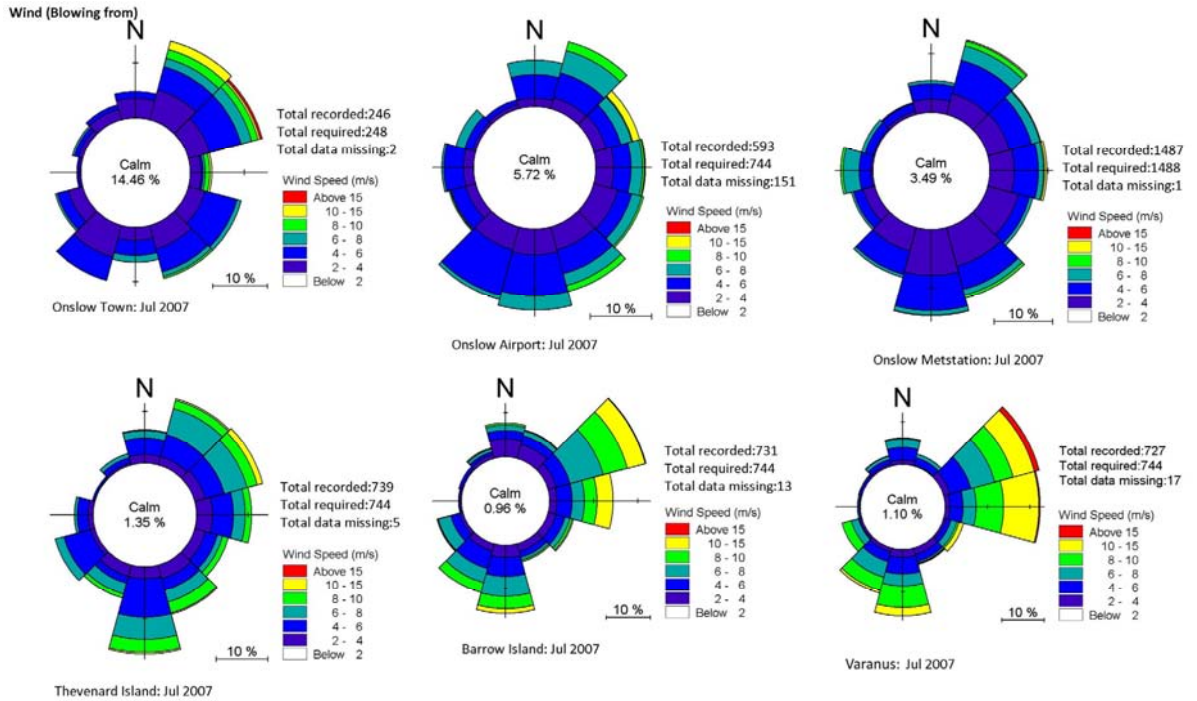 Wind (Blowing from)
N
Calm
14.46 %
Total recorded:246
Total required:248
Total data missing:2
Wind Speed (m/s)
Above 15
10 - 15
8 - 10
6 - 8
4 - 6
2 - 4
Below 2
10 %
Onslow Town: Jul 2007
N
Calm
5.72 %
Total recorded:593
Total required:744
Total data missing:151
Wind Speed (m/s)
Above 15
10 - 15
8 - 10
6 - 8
4 - 6
2 - 4
Below 2
10 %
Onslow Airport: Jul 2007
N
Calm
3.49 %
Total recorded:1487
Total required:1488
Total data missing:1
Wind Speed (m/s)
Above 15
10 - 15
8 - 10
6 - 8
4 - 6
2 - 4
Below 2
10 %
Onslow Metstation: Jul 2007
N
Calm
1.35 %
Total recorded:739
Total required:744
Total data missing:5
Wind Speed (m/s)
Above 15
10 - 15
8 - 10
6 - 8
4 - 6
2 - 4
Below 2
10 %
Thevenard Island: Jul 2007
N
Calm
0.96 %
Total recorded:731
Total required:744
Total data missing:13
Wind Speed (m/s)
Above 15
10 - 15
8 - 10
6 - 8
4 - 6
2 - 4
Below 2
10 %
Barrow Island: Jul 2007
N
Calm
1.10 %
Total recorded:727
Total required:744
Total data missing:17
Wind Speed (m/s)
Above 15
10 - 15
8 - 10
6 - 8
4 - 6
2 - 4
Below 2
10 %
Varanus: Jul 2007